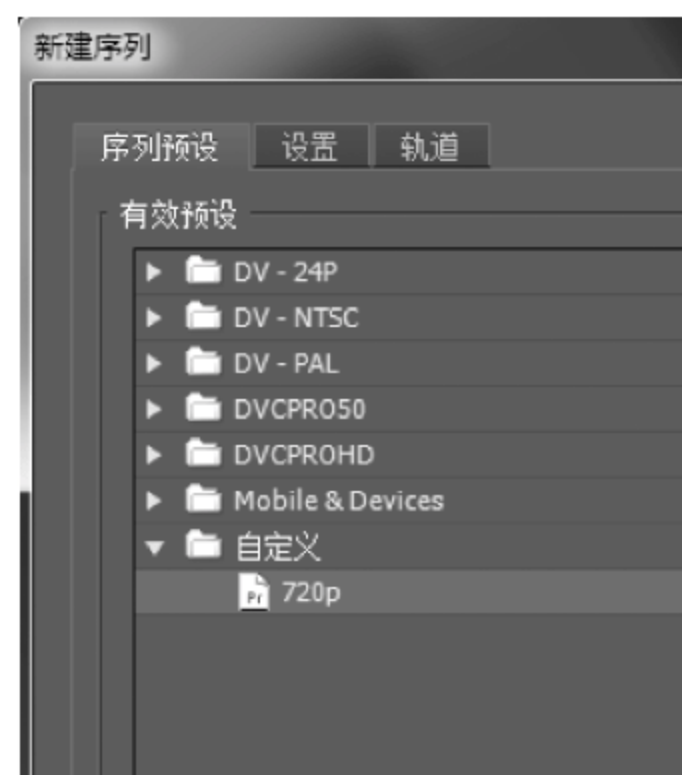 新建序列
序列预设 设置 轨道
有效预设
DV - 24P
DV - NTSC
DV - PAL
DVCPRO50
DVCPROHD
Mobile & Devices
自定义
Pr 720p